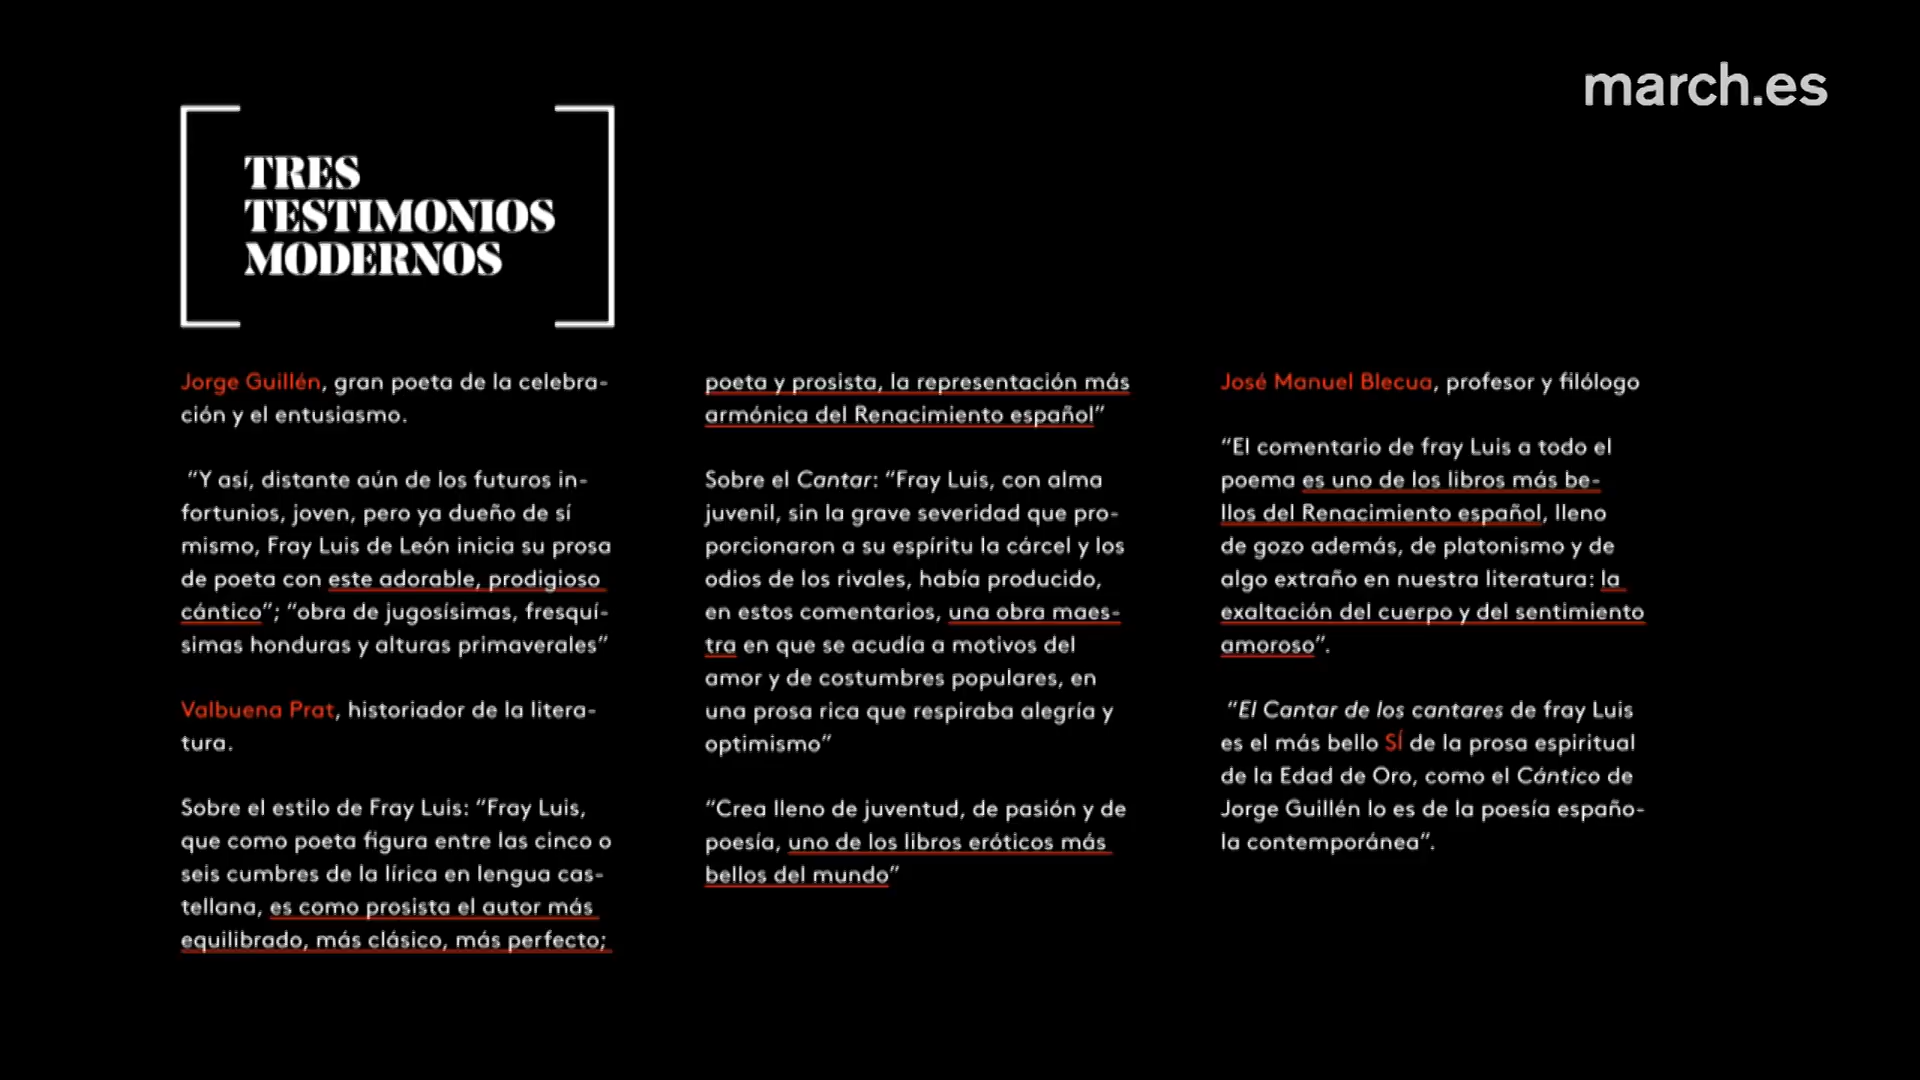 march.es
TRES
TESTIMONIOS
MODERNOS
Jorge Guillén, gran poeta de la celebra-
ción y el entusiasmo.
“Y así, distante aún de los futuros in-
fortunios, joven, pero ya dueño de sí
mismo, Fray Luis de León inicia su prosa
de poeta con este adorable, prodigioso
cántico”; “obra de jugosísimas, fresquí-
simas honduras y alturas primaverales”
Valbuena Prat, historiador de la litera-
tura.
Sobre el estilo de Fray Luis: “Fray Luis,
que como poeta figura entre las cinco o
seis cumbres de la lírica en lengua cas-
tellana, es como prosista el autor más
equilibrado, más clásico, más perfecto;
poeta y prosista, la representación más
armónica del Renacimiento español”
Sobre el Cantar: “Fray Luis, con alma
juvenil, sin la grave severidad que pro-
porcionaron a su espíritu la cárcel y los
odios de los rivales, había producido,
en estos comentarios, una obra maes-
tra en que se acudía a motivos del
amor y de costumbres populares, en
una prosa rica que respiraba alegría y
optimismo”
“Crea lleno de juventud, de pasión y de
poesía, uno de los libros eróticos más
bellos del mundo”
José Manuel Blecua, profesor y filólogo
“El comentario de fray Luis a todo el
poema es uno de los libros más be-
llos del Renacimiento español, lleno
de gozo además, de platonismo y de
algo extraño en nuestra literatura: la
exaltación del cuerpo y del sentimiento
amoroso”.
“El Cantar de los cantares de fray Luis
es el más bello SÍ de la prosa espiritual
de la Edad de Oro, como el Cántico de
Jorge Guillén lo es de la poesía españo-
la contemporánea”.